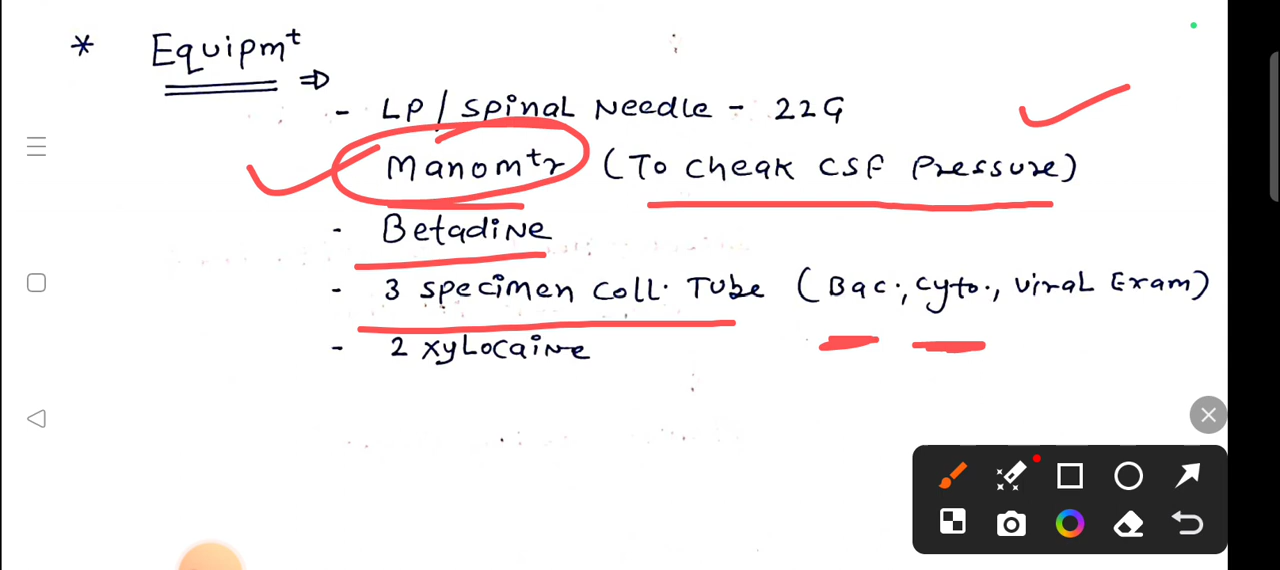 * Equipmt ⇒
- LP / Spinal Needle - 22G
Manomtr (To cheak CSF Pressure)
- Betadine
- 3 specimen coll. Tube (Bac., cyto., viral Exam)
- 2 xylocaine